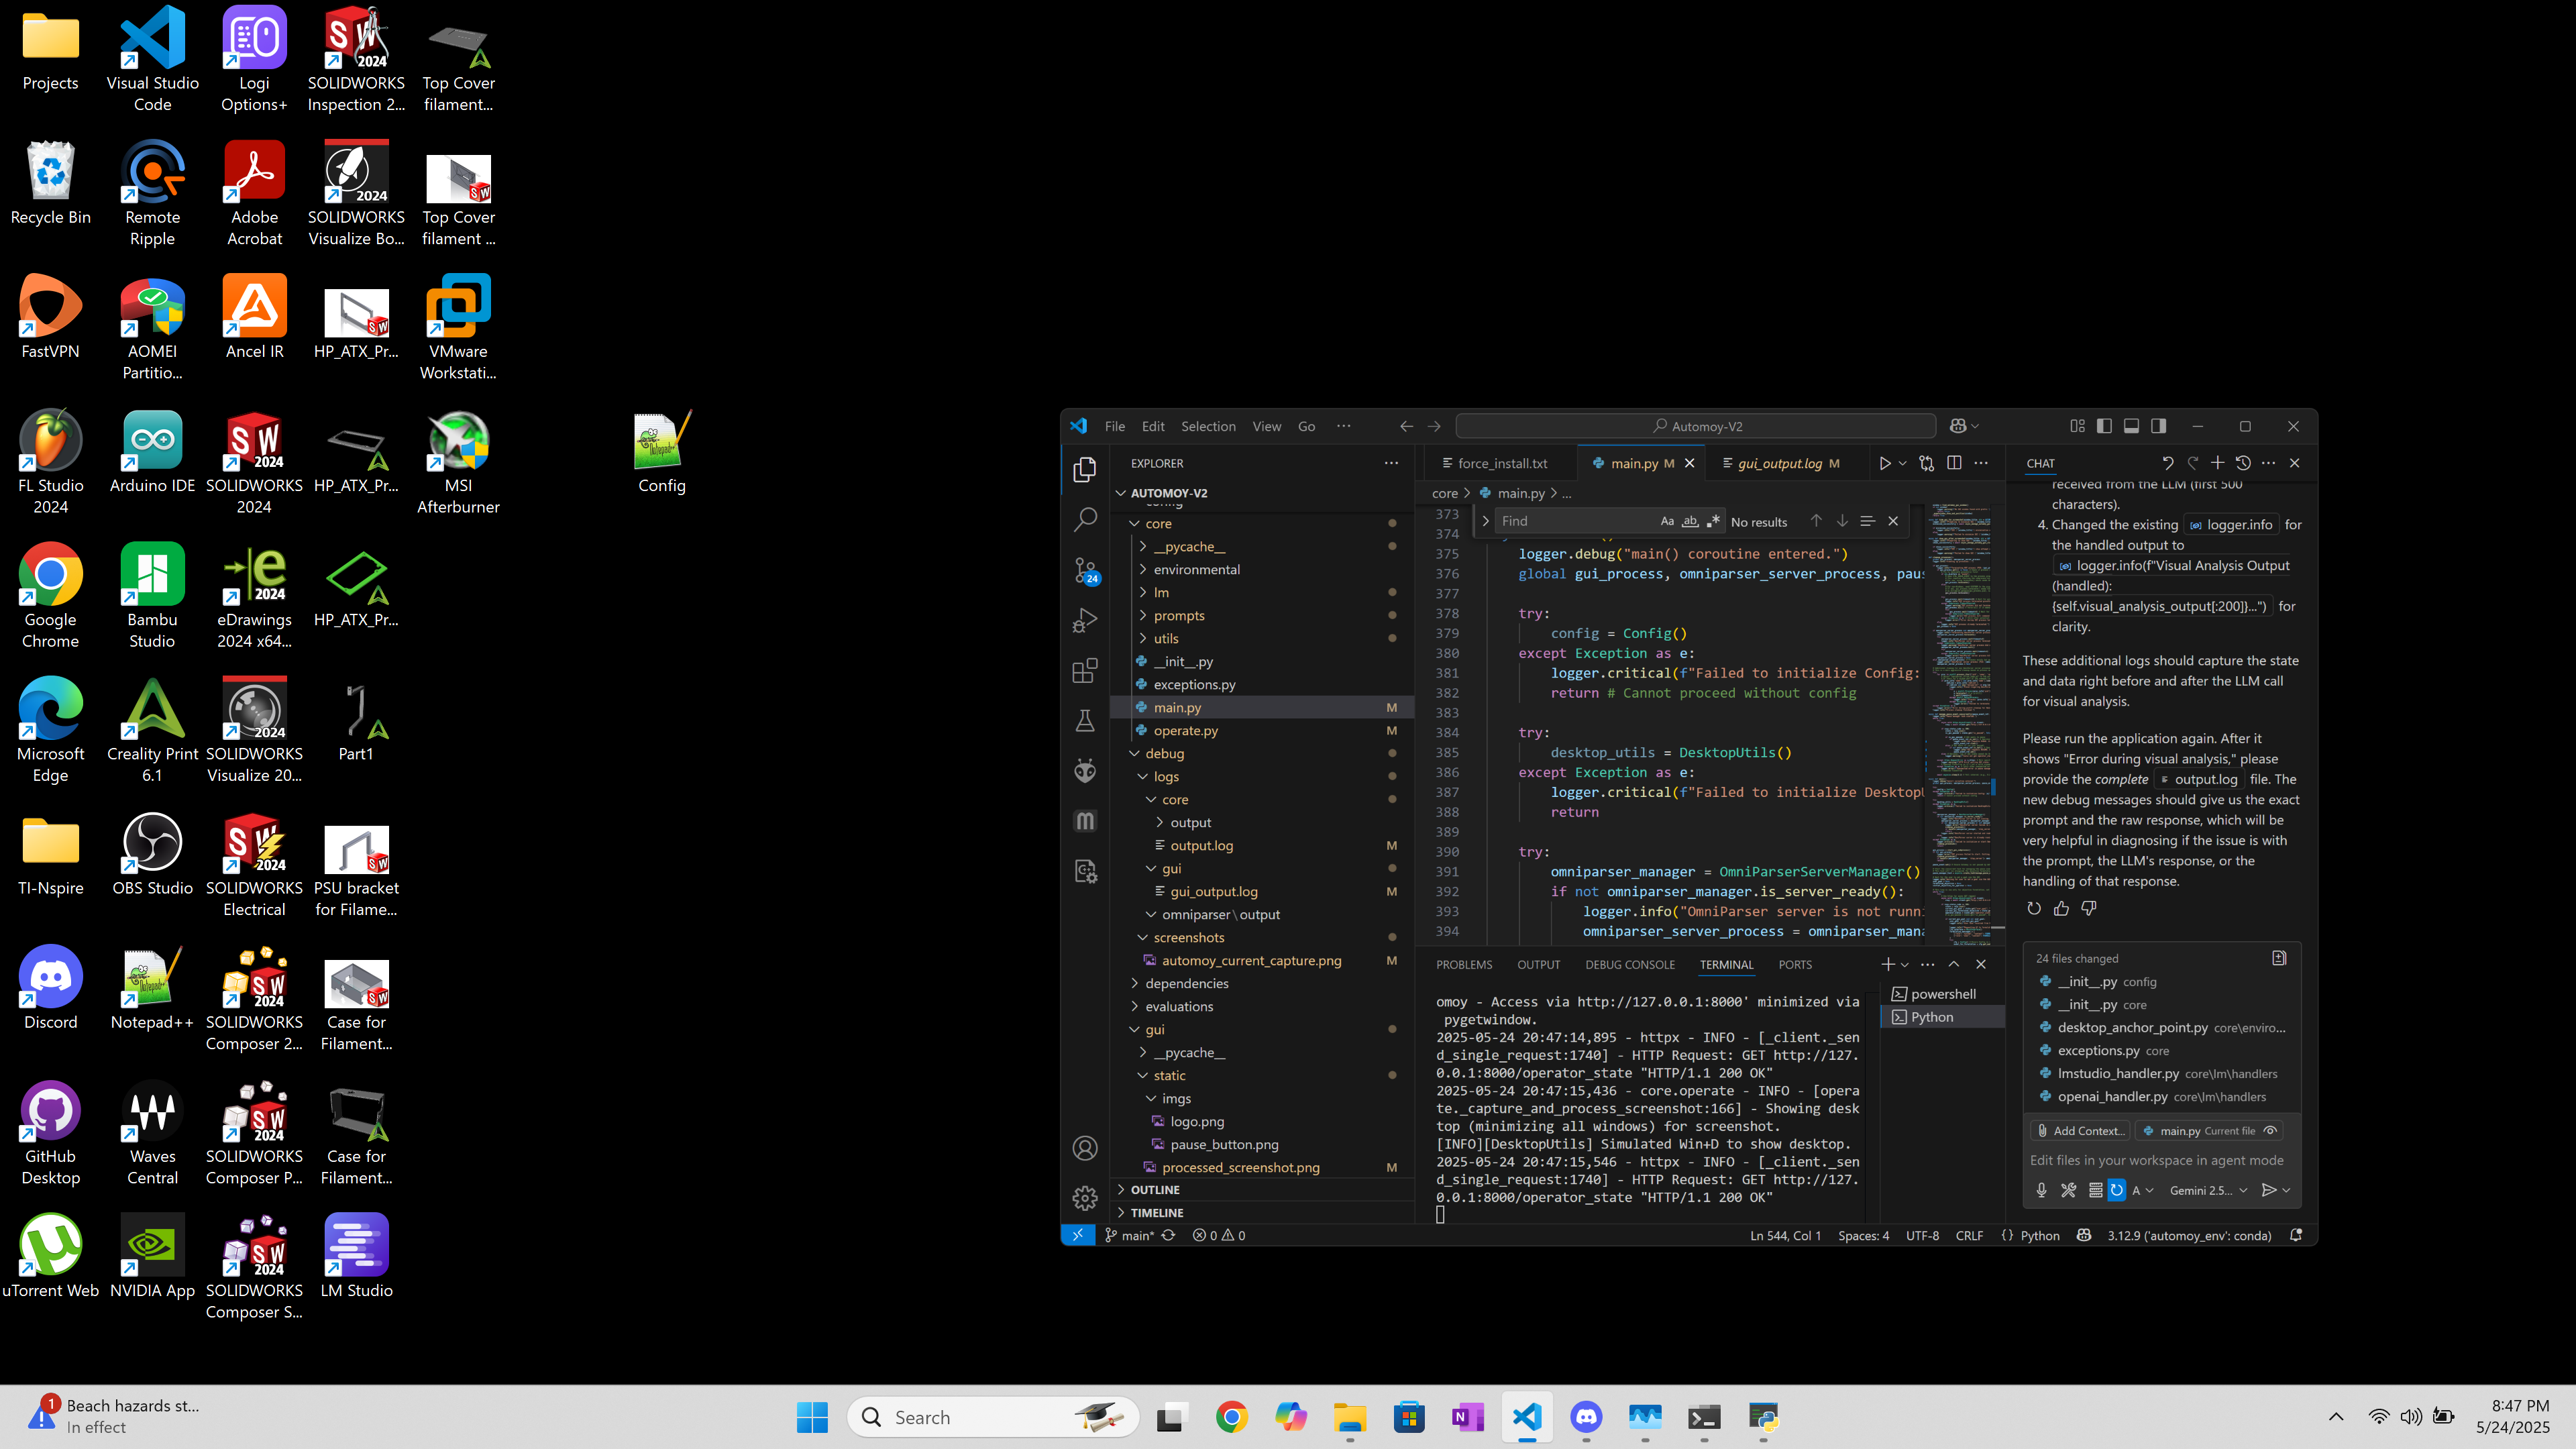 Projects
Visual Studio
Code
Logi
Options+
SOLIDWORKS
Inspection 2...
Top Cover
filament...
Recycle Bin
Remote
Ripple
Adobe
Acrobat
SOLIDWORKS
Visualize Bo...
Top Cover
filament ...
FastVPN
AOMEI
Partitio...
Ancel IR
HP_ATX_Pr...
VMware
Workstati...
FL Studio
2024
Arduino IDE
SOLIDWORKS
2024
HP_ATX_Pr...
MSI
Afterburner
Config
Google
Chrome
Bambu
Studio
eDrawings
2024 x64...
HP_ATX_Pr...
Microsoft
Edge
Creality Print
6.1
SOLIDWORKS
Visualize 20...
Part1
TI-Nspire
OBS Studio
SOLIDWORKS
Electrical
PSU bracket
for Filame...
Discord
Notepad++
SOLIDWORKS
Composer 2...
Case for
Filament...
GitHub
Desktop
Waves
Central
SOLIDWORKS
Composer P...
Case for
Filament...
uTorrent Web
NVIDIA App
SOLIDWORKS
Composer S...
LM Studio
File Edit Selection View Go ...
Automoy-V2
EXPLORER
AUTOMOY-V2
config
core
__pycache__
environmental
lm
prompts
utils
__init__.py
exceptions.py
main.py M
operate.py M
debug
logs
core
output
output.log M
gui
gui_output.log M
omniparser\output
screenshots
automoy_current_capture.png M
dependencies
evaluations
gui
__pycache__
static
imgs
logo.png
pause_button.png
processed_screenshot.png M
OUTLINE
TIMELINE
24
force_install.txt main.py M gui_output.log M
core > main.py > ...
Find Aa ab .* No results
373
374
375 logger.debug("main() coroutine entered.")
376 global gui_process, omniparser_server_process, pau
377
378 try:
379 config = Config()
380 except Exception as e:
381 logger.critical(f"Failed to initialize Config:
382 return # Cannot proceed without config
383
384 try:
385 desktop_utils = DesktopUtils()
386 except Exception as e:
387 logger.critical(f"Failed to initialize Desktop
388 return
389
390 try:
391 omniparser_manager = OmniParserServerManager()
392 if not omniparser_manager.is_server_ready():
393 logger.info("OmniParser server is not runn
394 omniparser_server_process = omniparser_man
PROBLEMS OUTPUT DEBUG CONSOLE TERMINAL PORTS
omoy - Access via http://127.0.0.1:8000' minimized via
pygetwindow.
2025-05-24 20:47:14,895 - httpx - INFO - [_client._sen
d_single_request:1740] - HTTP Request: GET http://127.
0.0.1:8000/operator_state "HTTP/1.1 200 OK"
2025-05-24 20:47:15,436 - core.operate - INFO - [opera
te._capture_and_process_screenshot:166] - Showing desk
top (minimizing all windows) for screenshot.
[INFO][DesktopUtils] Simulated Win+D to show desktop.
2025-05-24 20:47:15,546 - httpx - INFO - [_client._sen
d_single_request:1740] - HTTP Request: GET http://127.
0.0.1:8000/operator_state "HTTP/1.1 200 OK"
powershell
Python
CHAT
received from the LLM (first 500
characters).
4. Changed the existing logger.info for
the handled output to
logger.info(f"Visual Analysis Output
(handled):
{self.visual_analysis_output[:200]}...") for
clarity.
These additional logs should capture the state
and data right before and after the LLM call
for visual analysis.
Please run the application again. After it
shows "Error during visual analysis," please
provide the complete output.log file. The
new debug messages should give us the exact
prompt and the raw response, which will be
very helpful in diagnosing if the issue is with
the prompt, the LLM's response, or the
handling of that response.
24 files changed
__init__.py config
__init__.py core
desktop_anchor_point.py core\enviro...
exceptions.py core
lmstudio_handler.py core\lm\handlers
openai_handler.py core\lm\handlers
Add Context... main.py Current file
Edit files in your workspace in agent mode
A Gemini 2.5...
main* 0 0 Ln 544, Col 1 Spaces: 4 UTF-8 CRLF {} Python 3.12.9 ('automoy_env': conda)
1
Beach hazards st...
In effect
Search
8:47 PM
5/24/2025